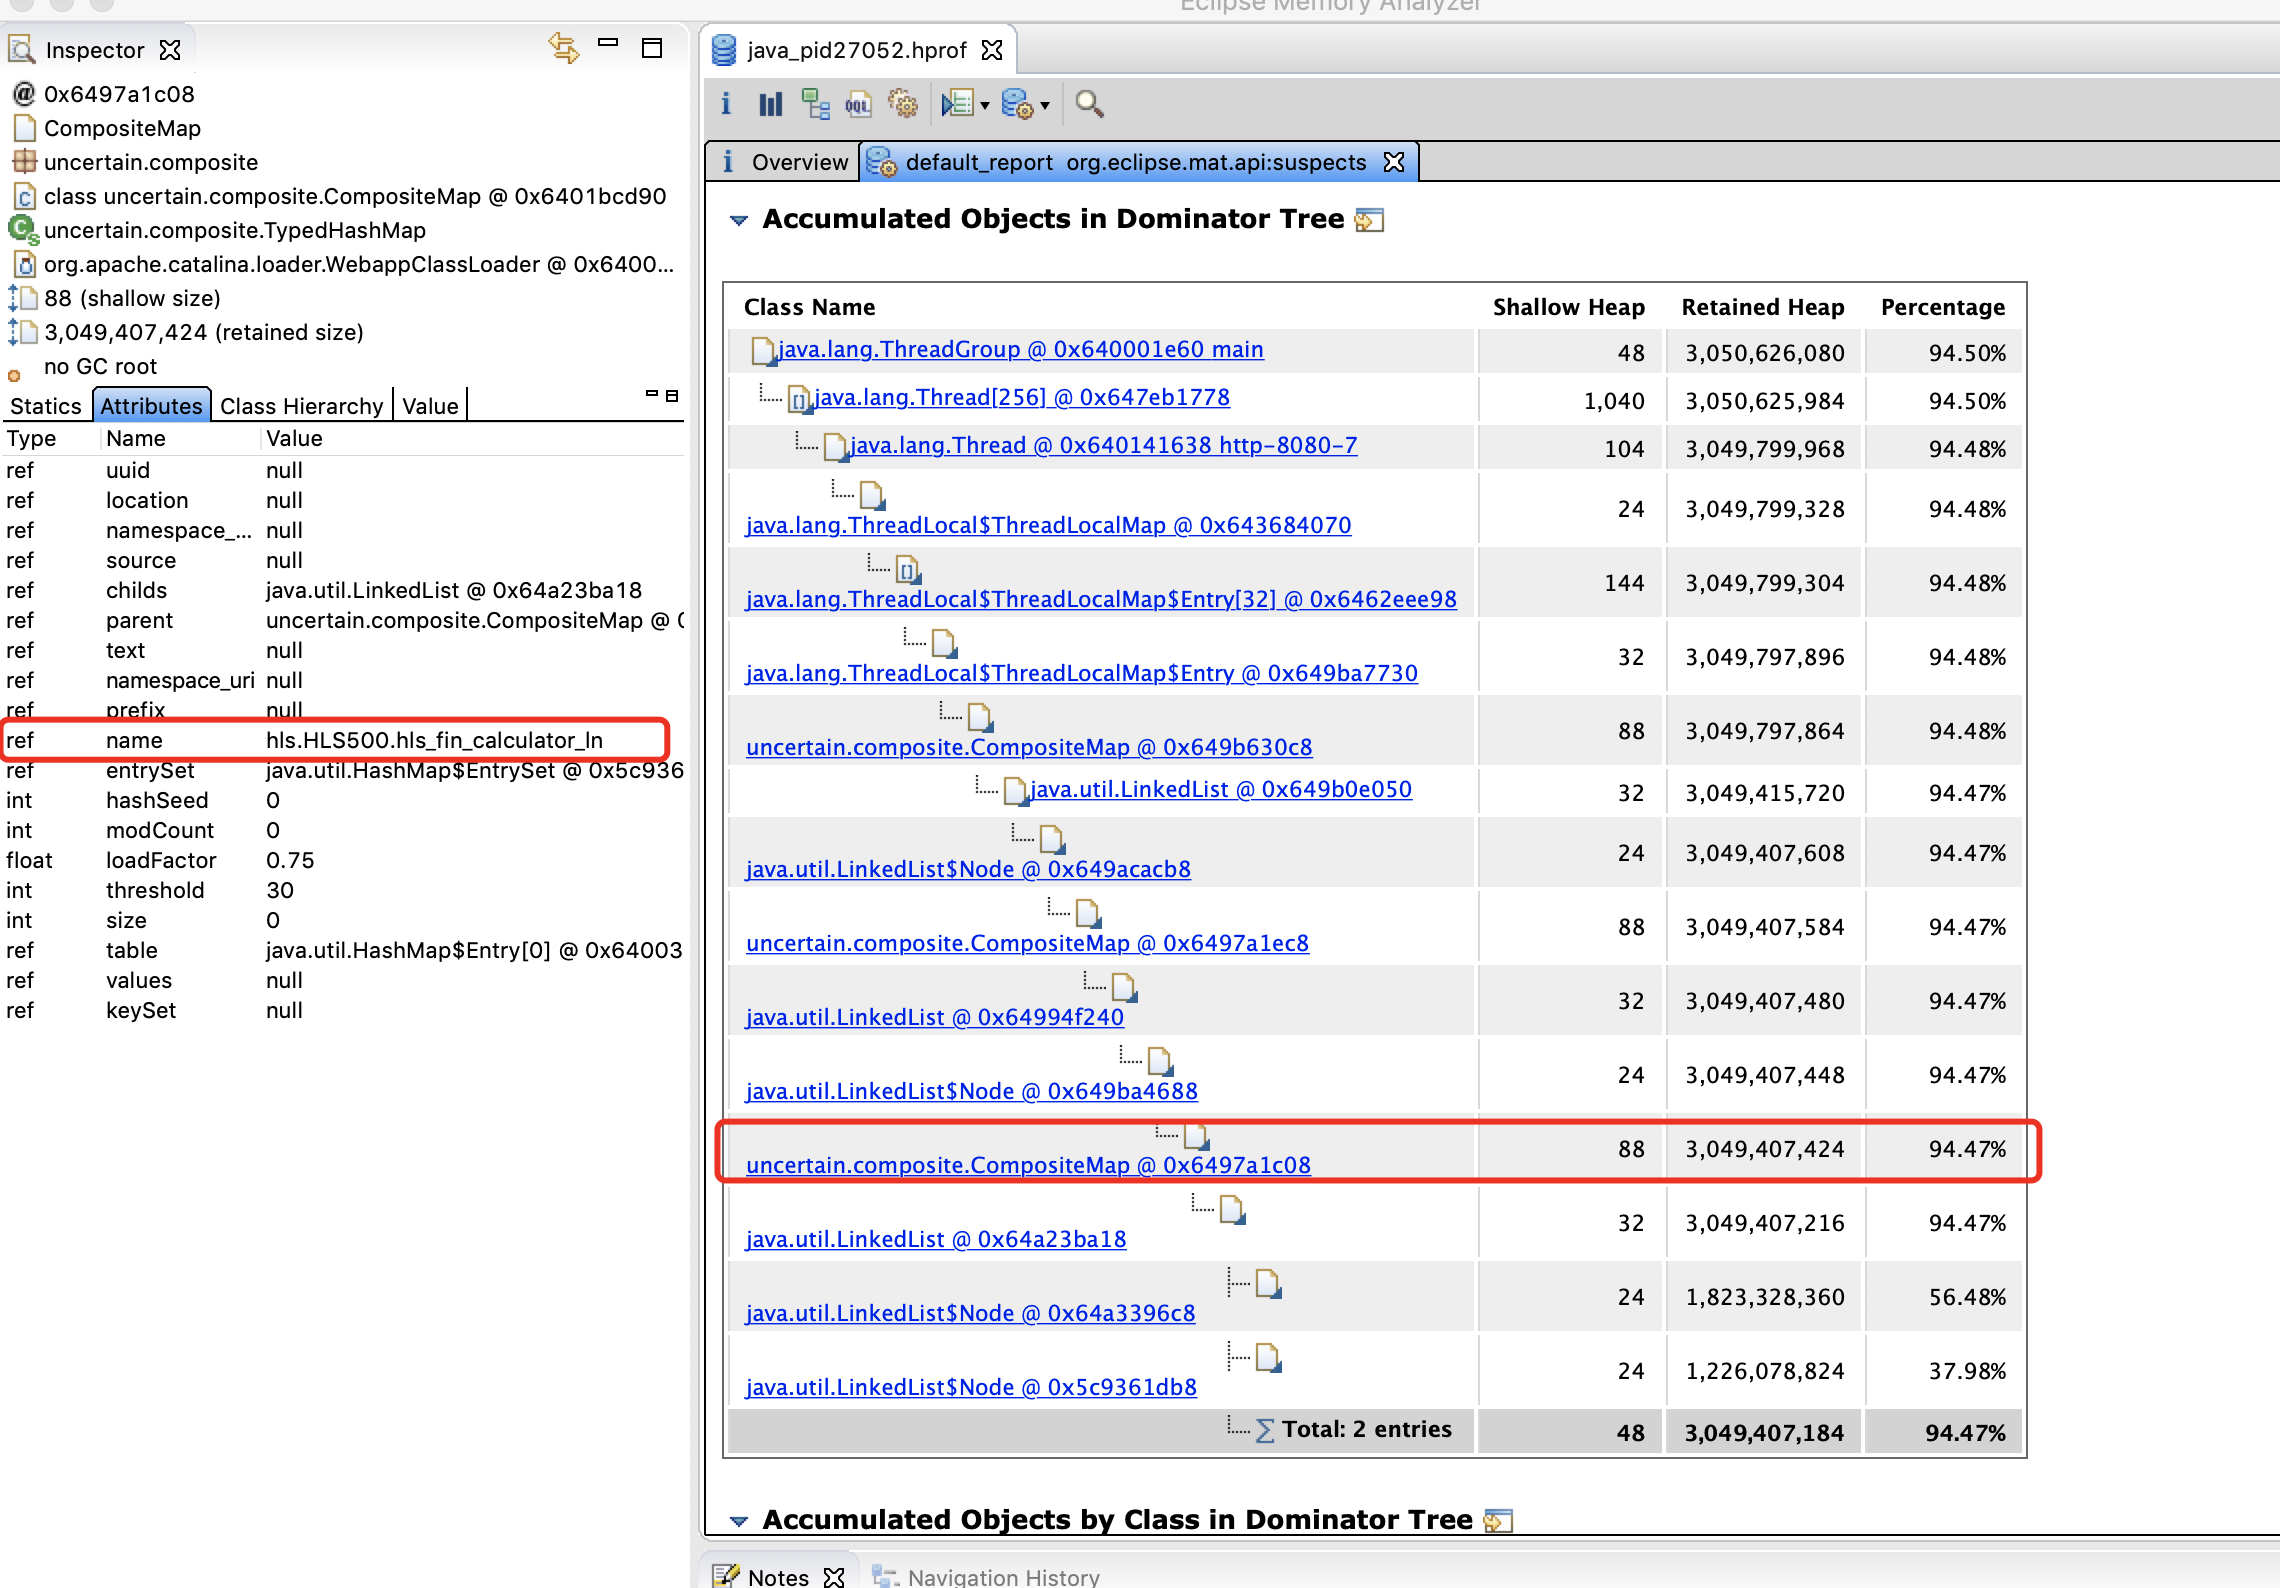 Eclipse Memory Analyzer
Inspector
@ 0x6497a1c08
CompositeMap
uncertain.composite
class uncertain.composite.CompositeMap @ 0x6401bcd90
uncertain.composite.TypedHashMap
org.apache.catalina.loader.WebappClassLoader @ 0x6400...
88 (shallow size)
3,049,407,424 (retained size)
no GC root
Statics Attributes Class Hierarchy Value
Type Name Value
ref uuid null
ref location null
ref namespace_... null
ref source null
ref childs java.util.LinkedList @ 0x64a23ba18
ref parent uncertain.composite.CompositeMap @
ref text null
ref namespace_uri null
ref prefix null
ref name hls.HLS500.hls_fin_calculator_ln
ref entrySet java.util.HashMap$EntrySet @ 0x5c936
int hashSeed 0
int modCount 0
float loadFactor 0.75
int threshold 30
int size 0
ref table java.util.HashMap$Entry[0] @ 0x64003
ref values null
ref keySet null
java_pid27052.hprof
i OQL
i Overview default_report org.eclipse.mat.api:suspects
Accumulated Objects in Dominator Tree
Class Name Shallow Heap Retained Heap Percentage
java.lang.ThreadGroup @ 0x640001e60 main 48 3,050,626,080 94.50%
java.lang.Thread[256] @ 0x647eb1778 1,040 3,050,625,984 94.50%
java.lang.Thread @ 0x640141638 http-8080-7 104 3,049,799,968 94.48%
java.lang.ThreadLocal$ThreadLocalMap @ 0x643684070 24 3,049,799,328 94.48%
java.lang.ThreadLocal$ThreadLocalMap$Entry[32] @ 0x6462eee98 144 3,049,799,304 94.48%
java.lang.ThreadLocal$ThreadLocalMap$Entry @ 0x649ba7730 32 3,049,797,896 94.48%
uncertain.composite.CompositeMap @ 0x649b630c8 88 3,049,797,864 94.48%
java.util.LinkedList @ 0x649b0e050 32 3,049,415,720 94.47%
java.util.LinkedList$Node @ 0x649acacb8 24 3,049,407,608 94.47%
uncertain.composite.CompositeMap @ 0x6497a1ec8 88 3,049,407,584 94.47%
java.util.LinkedList @ 0x64994f240 32 3,049,407,480 94.47%
java.util.LinkedList$Node @ 0x649ba4688 24 3,049,407,448 94.47%
uncertain.composite.CompositeMap @ 0x6497a1c08 88 3,049,407,424 94.47%
java.util.LinkedList @ 0x64a23ba18 32 3,049,407,216 94.47%
java.util.LinkedList$Node @ 0x64a3396c8 24 1,823,328,360 56.48%
java.util.LinkedList$Node @ 0x5c9361db8 24 1,226,078,824 37.98%
Σ Total: 2 entries 48 3,049,407,184 94.47%
Accumulated Objects by Class in Dominator Tree
Notes Navigation History